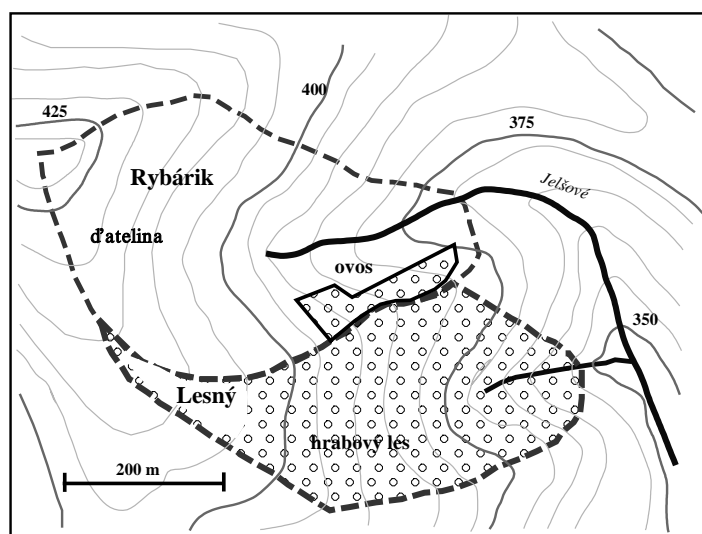 400
425
375
Rybárik
Jelšové
ďatelina
ovos
350
Lesný
hrabový les
200 m